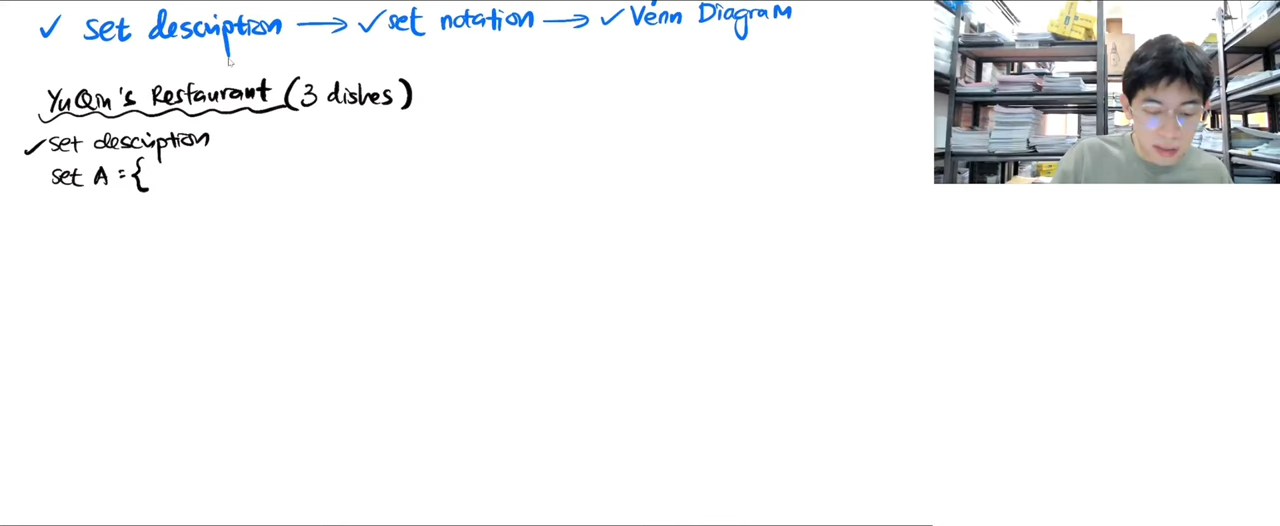 ✓ set description → ✓ set notation → ✓ Venn Diagram
YuQin's Restaurant (3 dishes)
✓ set description
set A = {